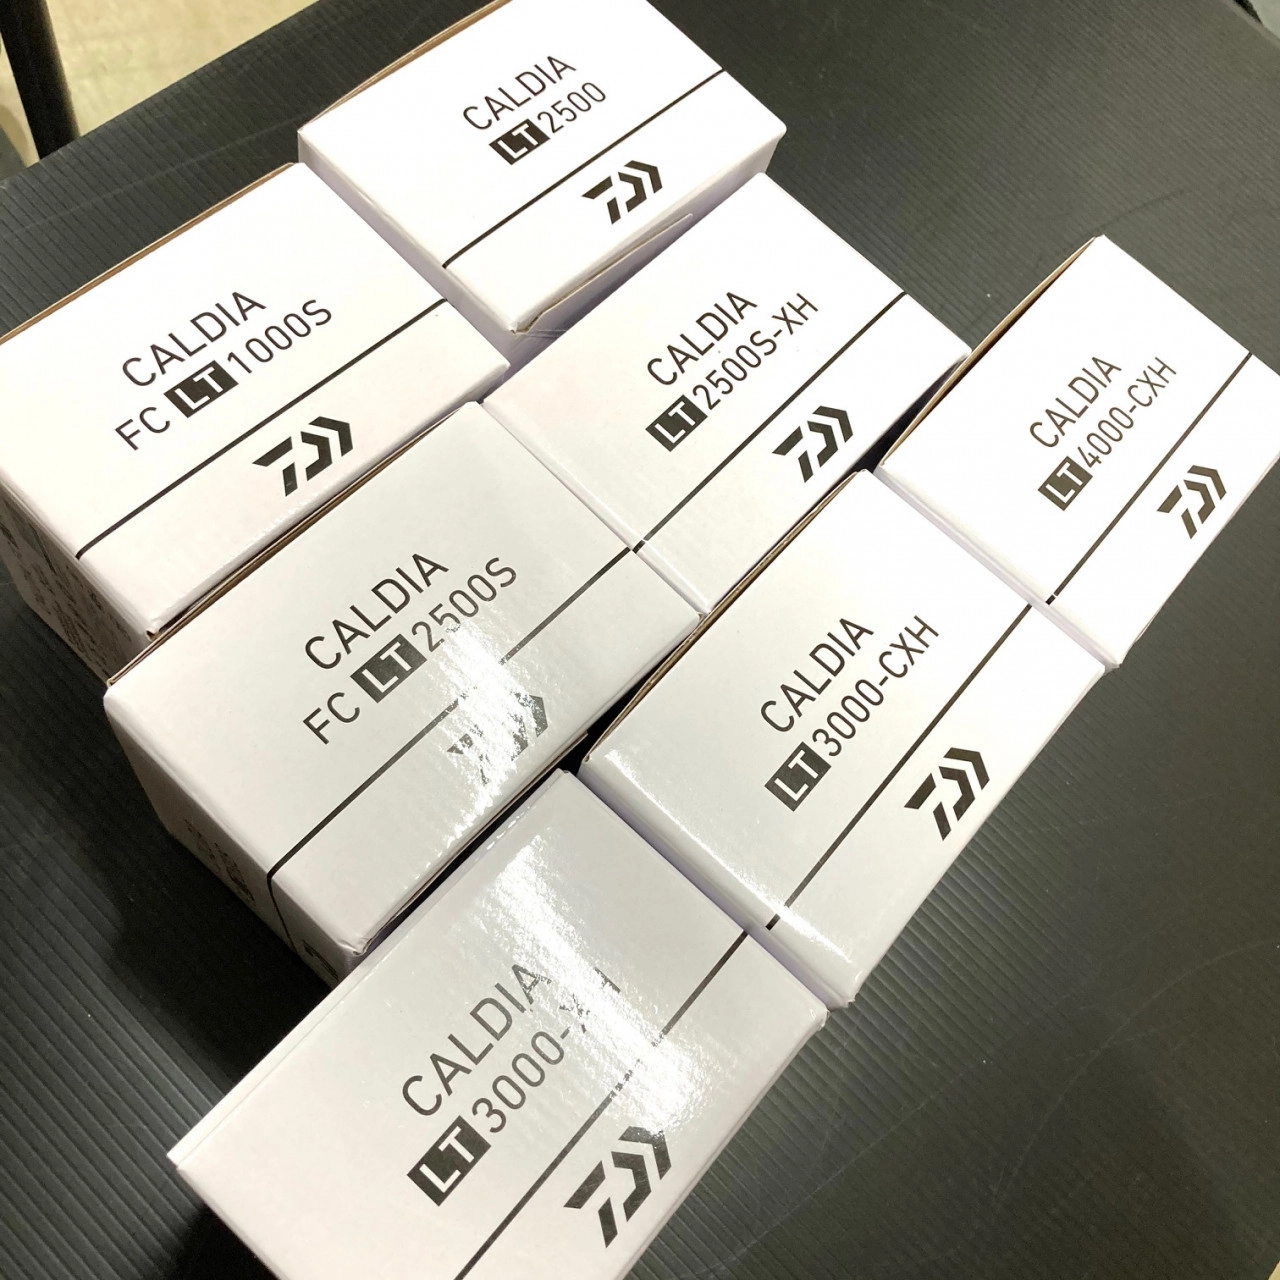 CALDIA
LT 2500
CALDIA
FC LT 1000S
CALDIA
LT 2500S-XH
CALDIA
LT 4000-CXH
CALDIA
FC LT 2500S
CALDIA
LT 3000-CXH
CALDIA
LT 3000-XH